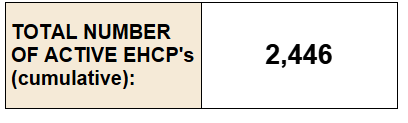 TOTAL NUMBER
OF ACTIVE EHCP's
(cumulative):
2,446